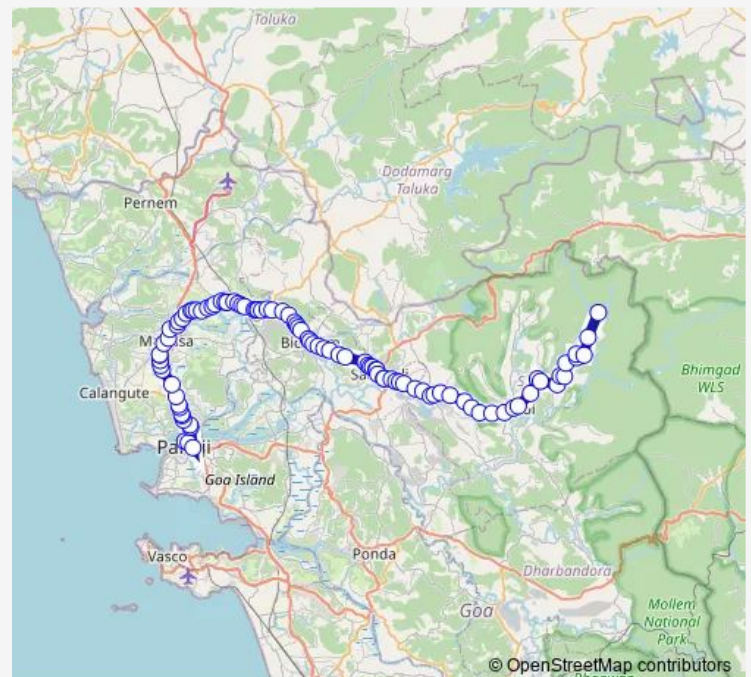 Taluka
Dodamarg
Taluka
Pernem
Bhimgad
WLS
Calangute
Goa Island
Vasco
Ponda
Dharbandora
Goa
Mollem
National
Park
© OpenStreetMap contributors